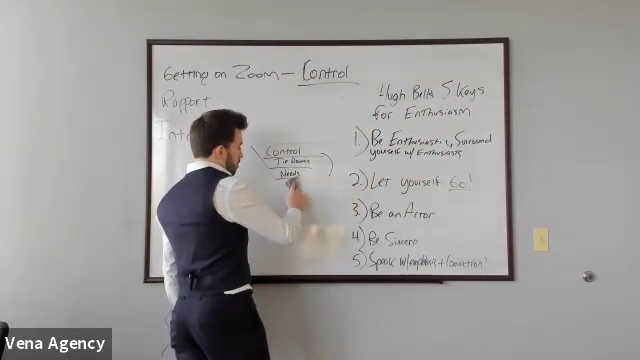 Getting on Zoom - Control
Rapport
Control
Tie downs
Needs
Hugh Bells 5 Keys
for Enthusiasm
1.) Be Enthusiastic, Surround
yourself w/ Enthusiasts
2.) Let yourself Go!
3.) Be an Actor
4) Be Sincere
5) Speak w/ emphasis + Conviction!
Vena Agency